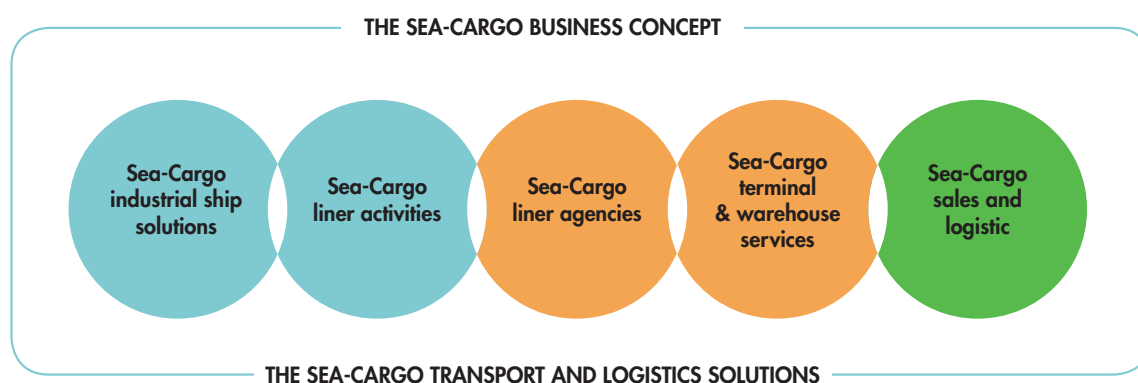 THE SEA-CARGO BUSINESS CONCEPT
Sea-Cargo
industrial ship
solutions
Sea-Cargo
liner activities
Sea-Cargo
liner agencies
Sea-Cargo
terminal
& warehouse
services
Sea-Cargo
sales and
logistic
THE SEA-CARGO TRANSPORT AND LOGISTICS SOLUTIONS